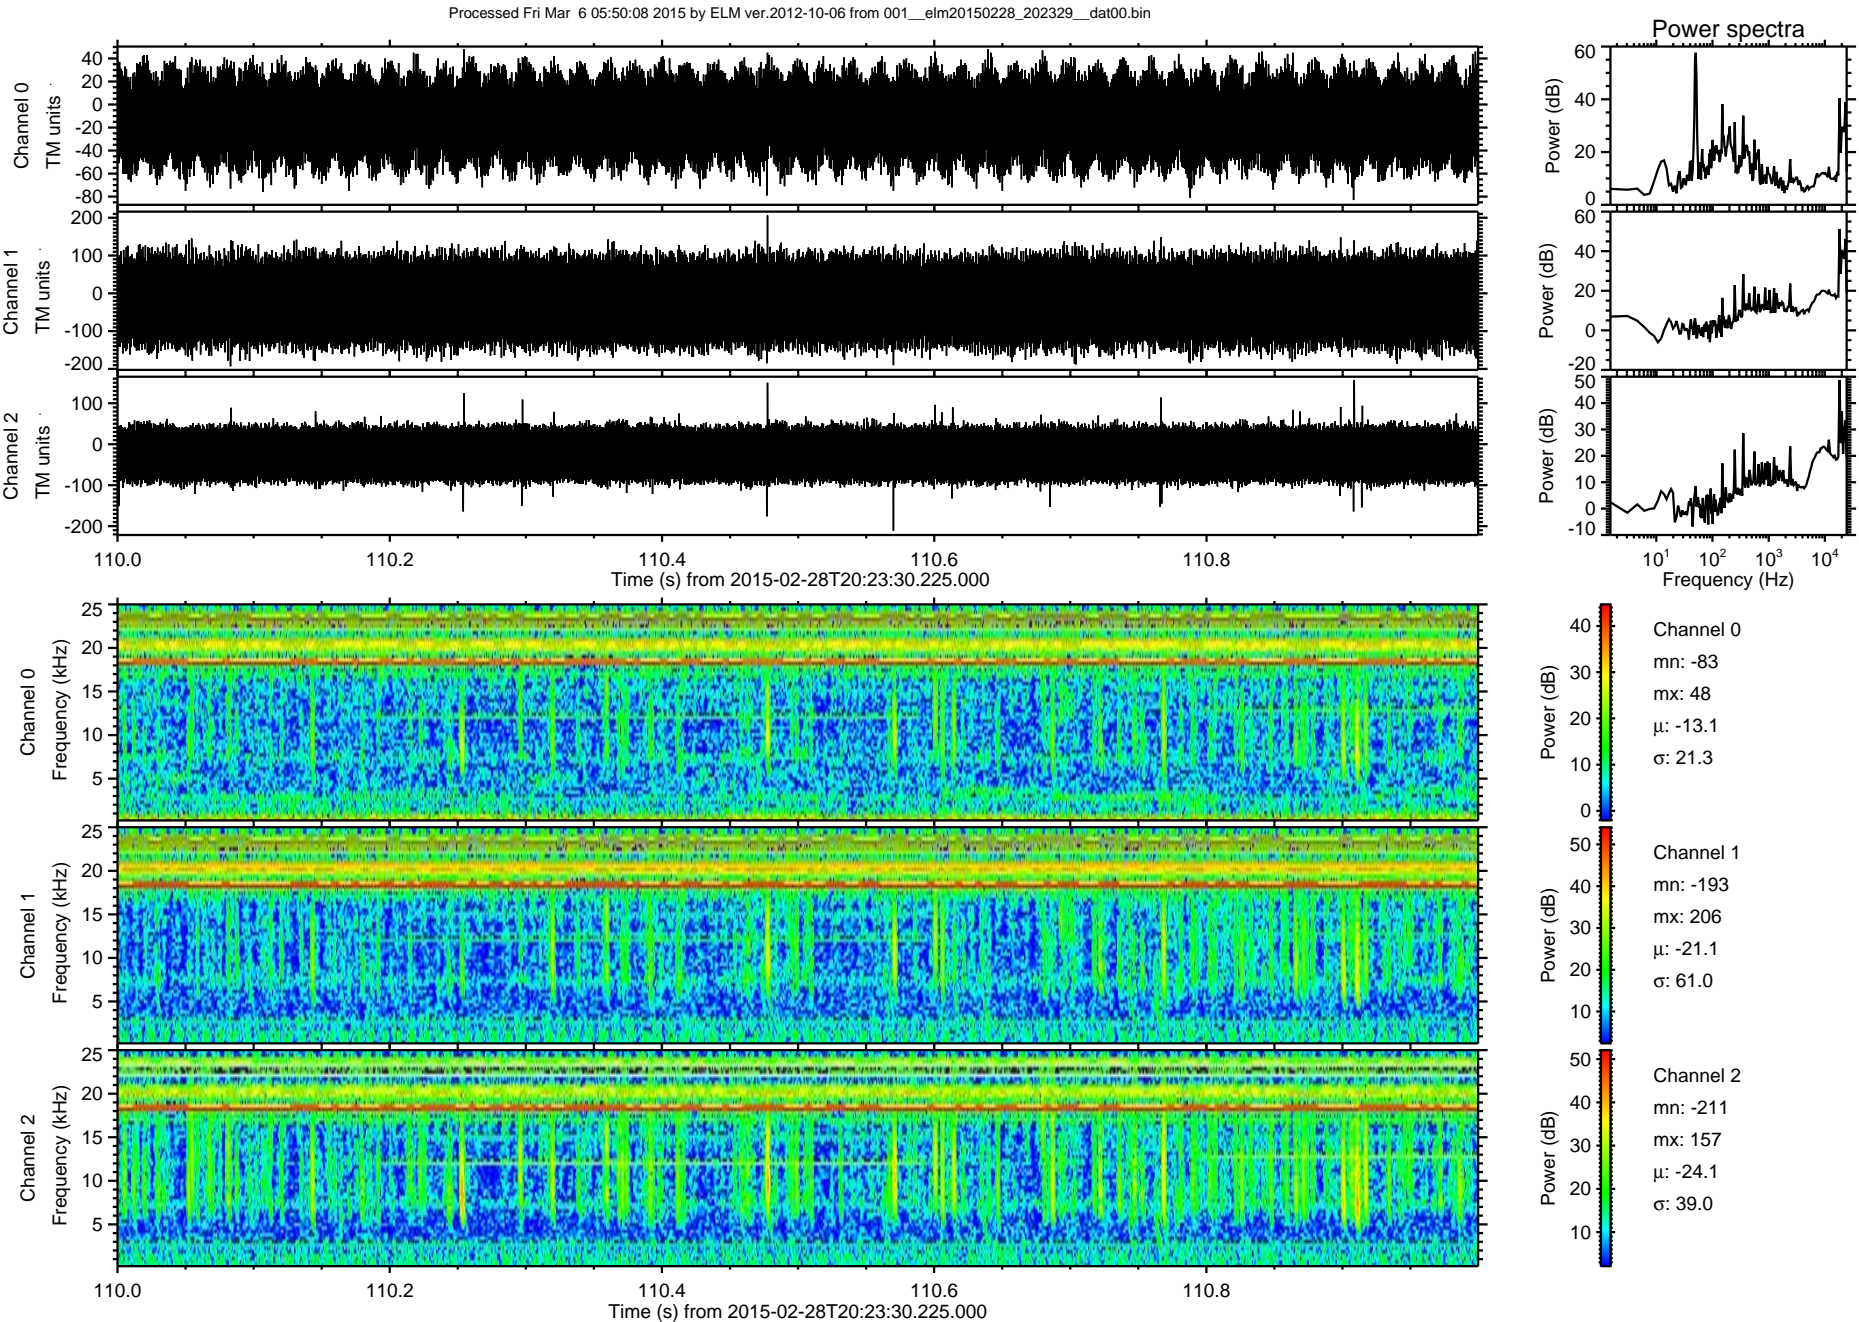 Processed Fri Mar 6 05:50:08 2015 by ELM ver.2012-10-06 from 001__elm20150228_202329__dat00.bin
Power spectra
Channel 0
TM units
40
20
0
-20
-40
-60
-80
Power (dB)
60
40
20
0
Channel 1
TM units
200
100
0
-100
-200
Power (dB)
60
40
20
0
-20
Channel 2
TM units
100
0
-100
-200
Power (dB)
50
40
30
20
10
0
-10
110.0 110.2 110.4 110.6 110.8
Time (s) from 2015-02-28T20:23:30.225.000
10¹ 10² 10³ 10⁴
Frequency (Hz)
Channel 0
Frequency (kHz)
25
20
15
10
5
Power (dB)
40
30
20
10
0
Channel 0
mn: -83
mx: 48
μ: -13.1
σ: 21.3
Channel 1
Frequency (kHz)
25
20
15
10
5
Power (dB)
50
40
30
20
10
Channel 1
mn: -193
mx: 206
μ: -21.1
σ: 61.0
Channel 2
Frequency (kHz)
25
20
15
10
5
Power (dB)
50
40
30
20
10
Channel 2
mn: -211
mx: 157
μ: -24.1
σ: 39.0
110.0 110.2 110.4 110.6 110.8
Time (s) from 2015-02-28T20:23:30.225.000